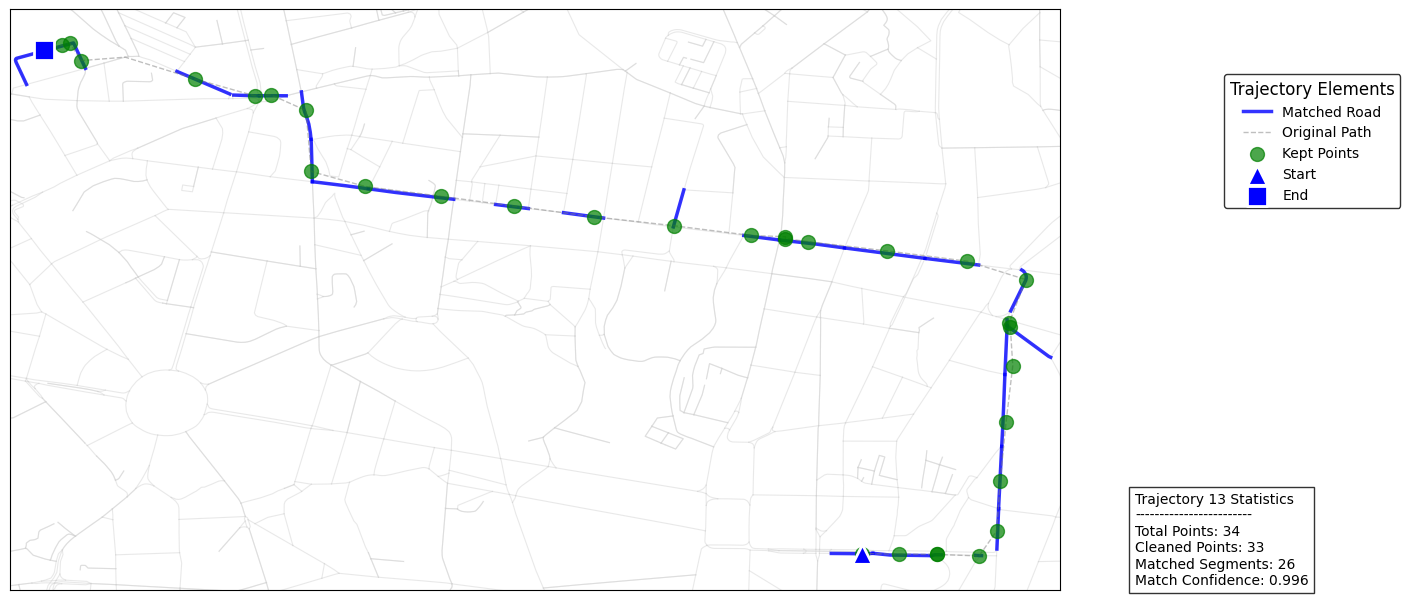 Trajectory Elements
Matched Road
Original Path
Kept Points
Start
End
Trajectory 13 Statistics
------------------------
Total Points: 34
Cleaned Points: 33
Matched Segments: 26
Match Confidence: 0.996